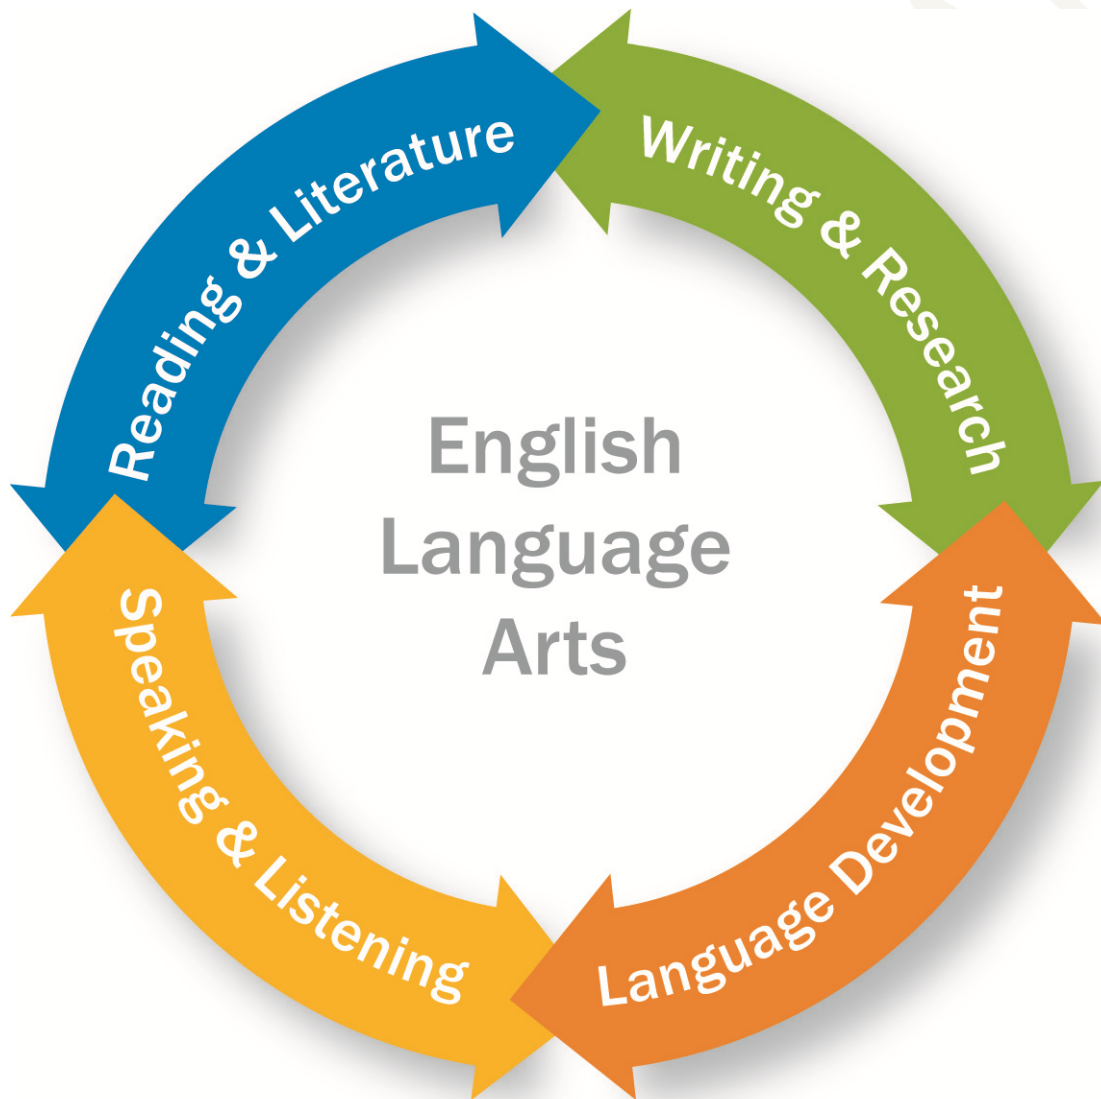 Reading & Literature
Writing & Research
English
Language
Arts
Speaking & Listening
Language Development